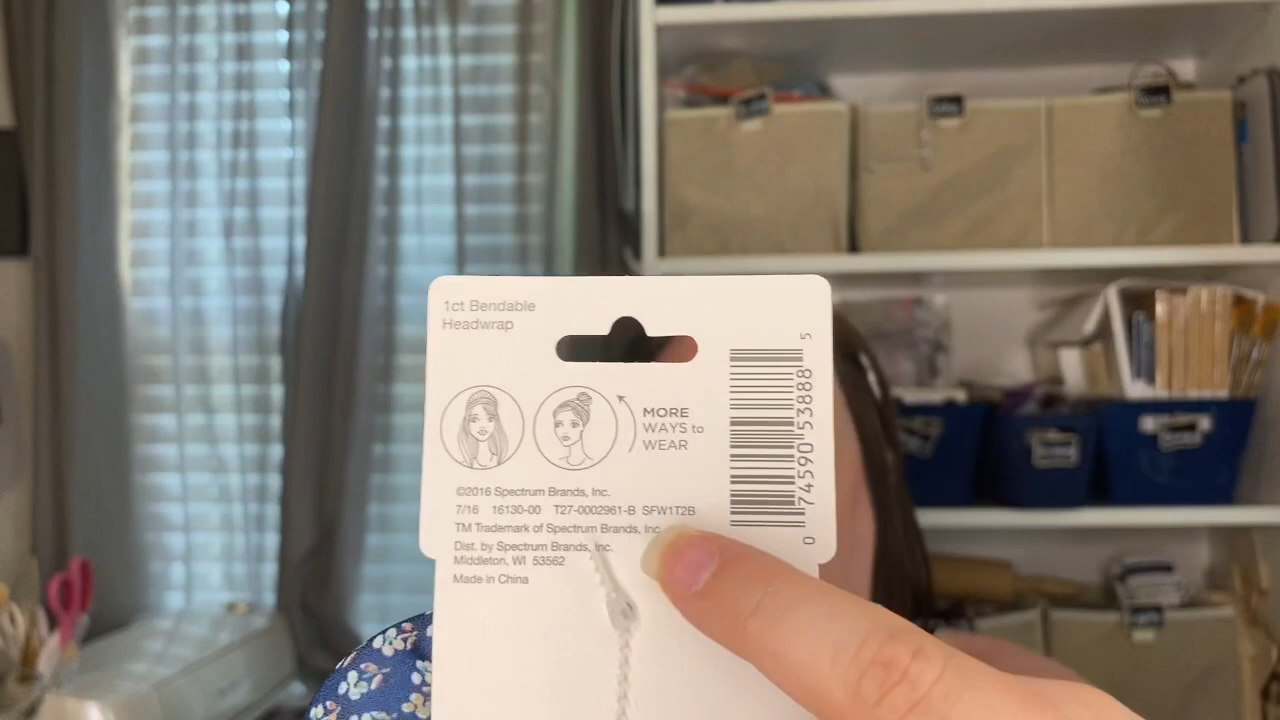 1ct Bendable
Headwrap
MORE
WAYS to
WEAR
©2016 Spectrum Brands, Inc.
7/16 16130-00 T27-0002961-B SFW1T2B
TM Trademark of Spectrum Brands, Inc.
Dist. by Spectrum Brands, Inc.
Middleton, WI 53562
Made in China
0 74590 53888 5